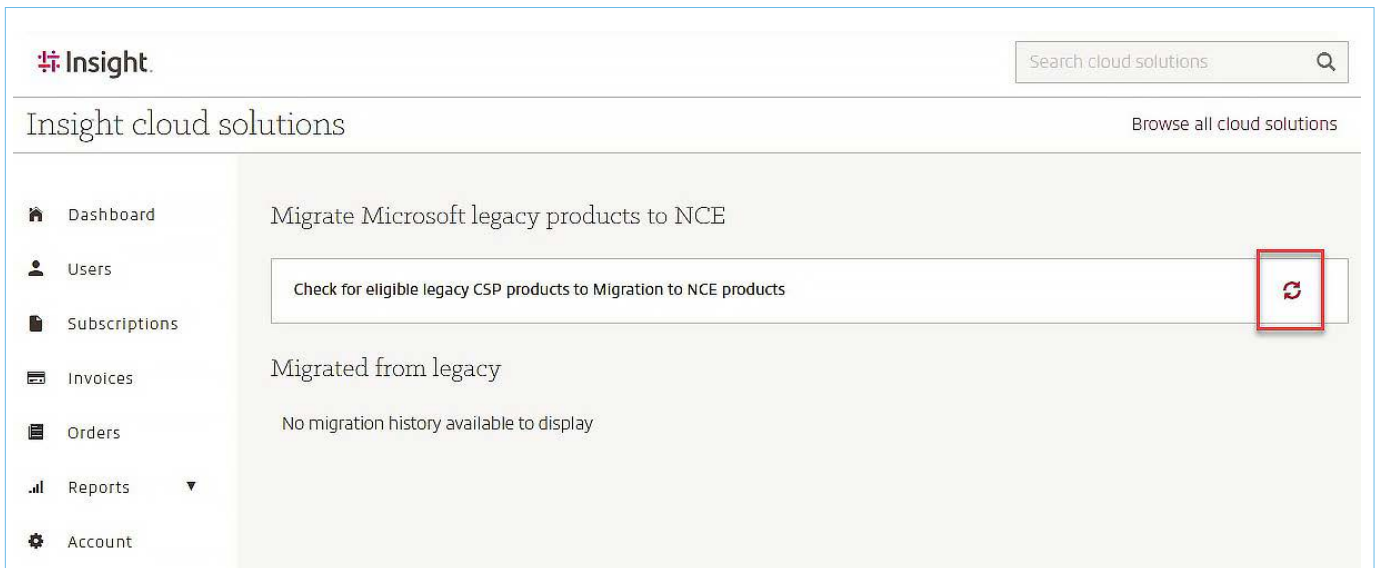 Insight.
Search cloud solutions
Insight cloud solutions
Browse all cloud solutions
Dashboard
Users
Subscriptions
Invoices
Orders
Reports
Account
Migrate Microsoft legacy products to NCE
Check for eligible legacy CSP products to Migration to NCE products
Migrated from legacy
No migration history available to display